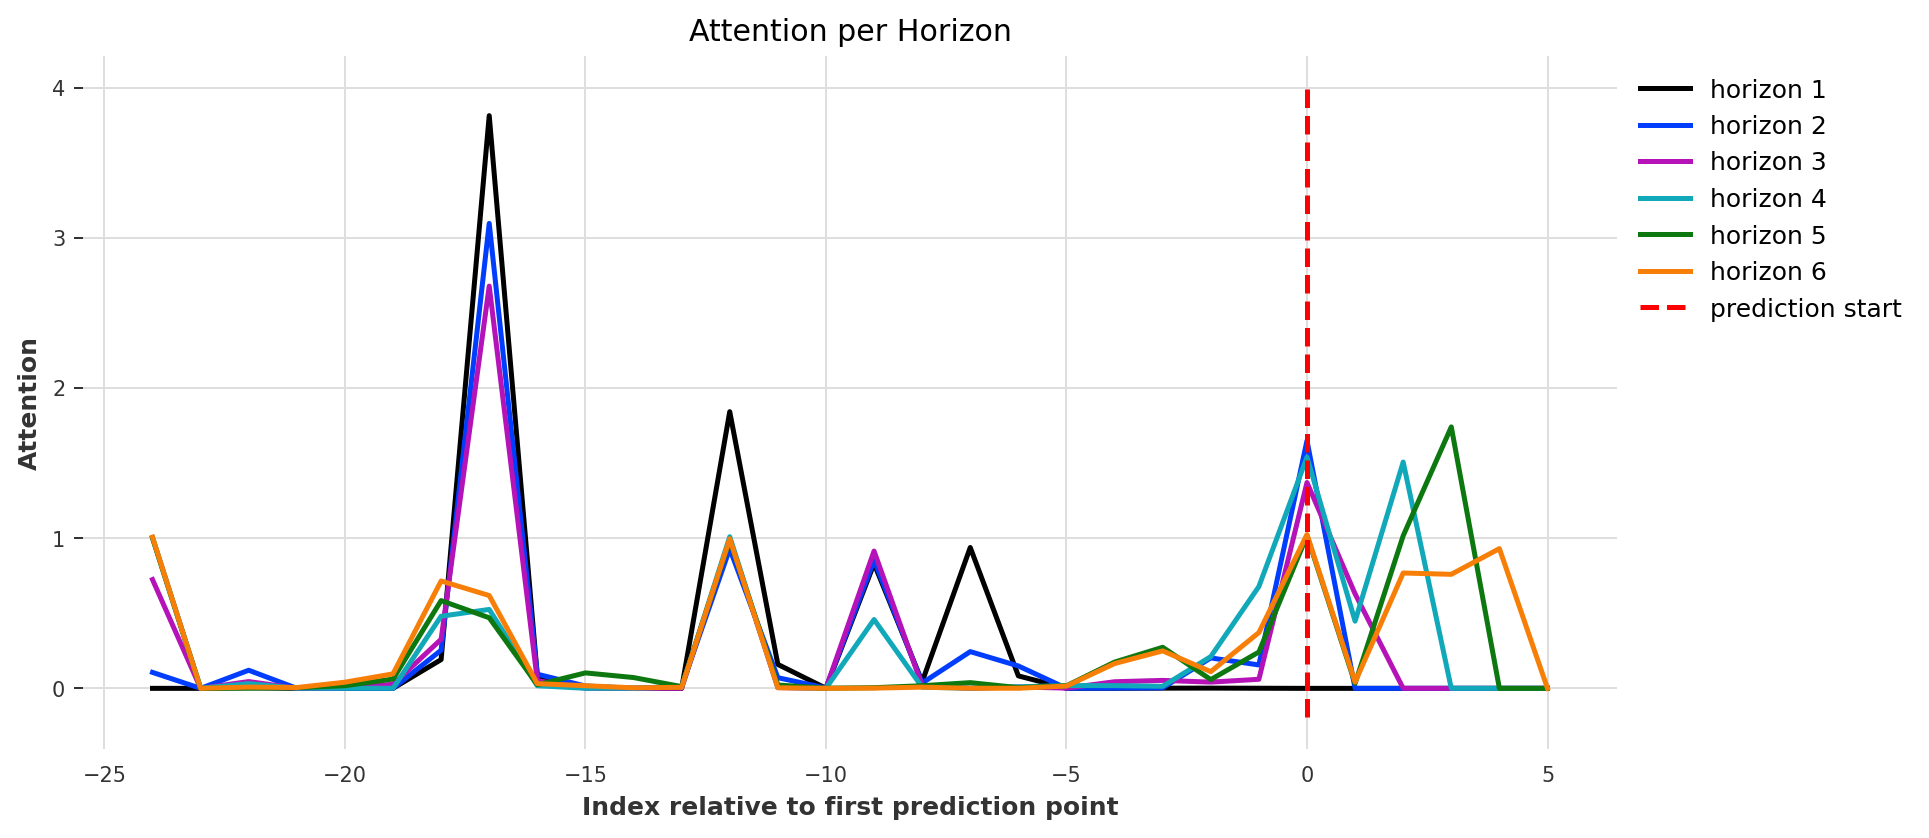 Attention per Horizon
4
3
2
1
0
Attention
−25
−20
−15
−10
−5
0
5
Index relative to first prediction point
horizon 1
horizon 2
horizon 3
horizon 4
horizon 5
horizon 6
prediction start